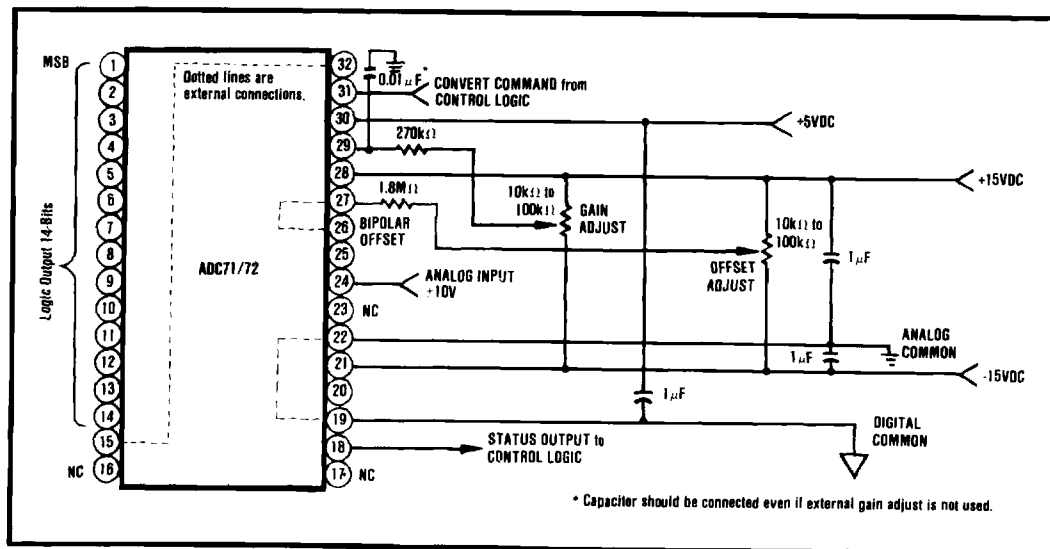 MSB
1
2
3
4
5
6
7
8
9
10
11
12
13
14
15
NC 16
Logic Output 14-Bits
Dotted lines are
external connections.
ADC71/72
32
31
30
29
28
27
26
25
24
23 NC
22
21
20
19
18
17 NC
0.01μF*
CONVERT COMMAND from
CONTROL LOGIC
+5VDC
270kΩ
+15VDC
1.8MΩ
BIPOLAR
OFFSET
10kΩ to
100kΩ
GAIN
ADJUST
10kΩ to
100kΩ
OFFSET
ADJUST
1μF
ANALOG INPUT
±10V
ANALOG
COMMON
1μF
-15VDC
1μF
DIGITAL
COMMON
STATUS OUTPUT to
CONTROL LOGIC
* Capaciter should be connected even if external gain adjust is not used.